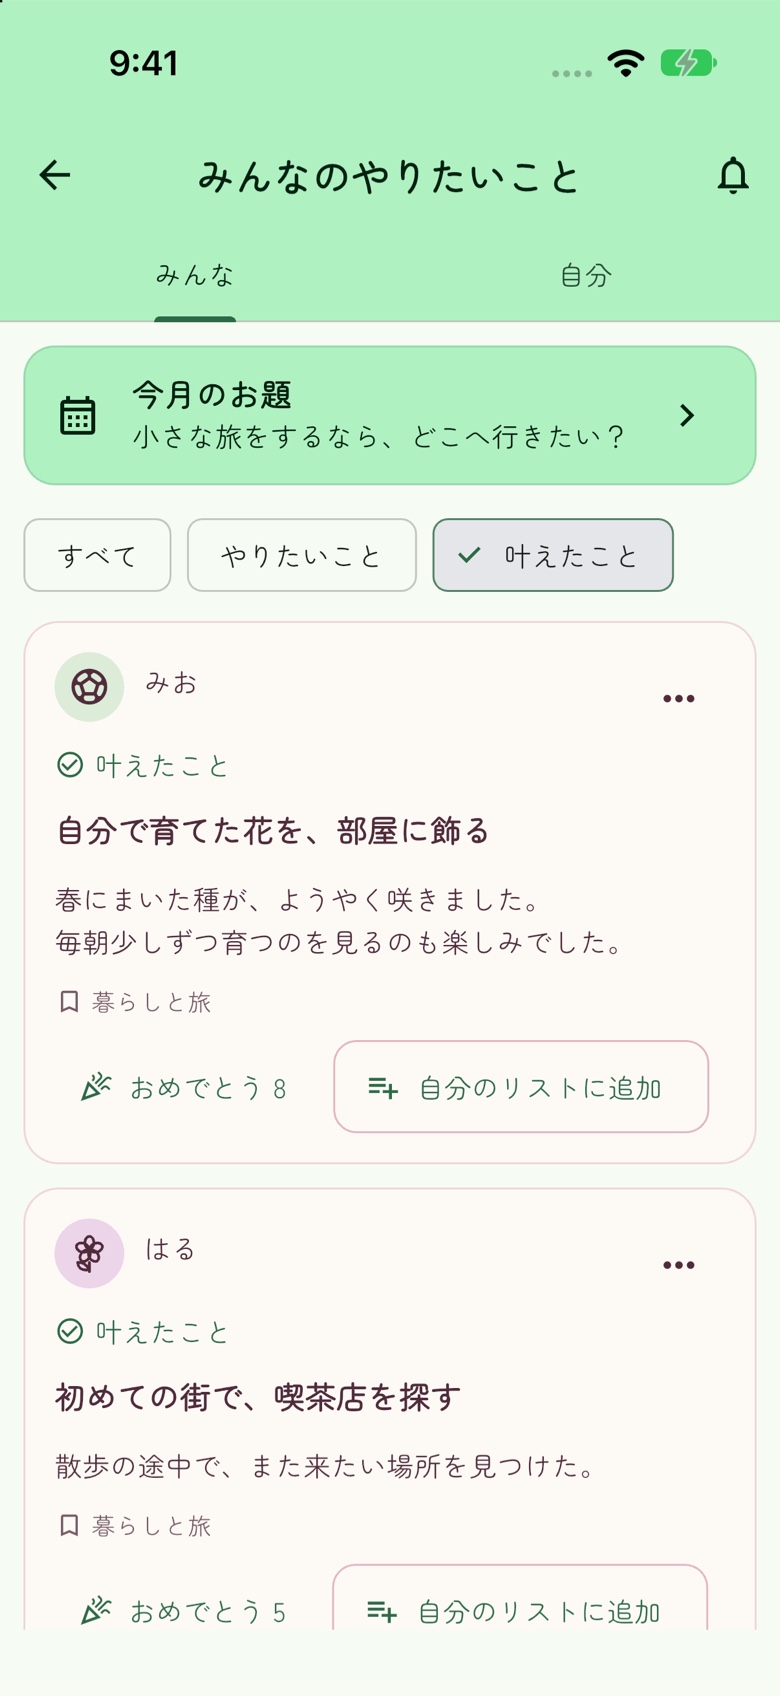 9:41
みんなのやりたいこと
みんな
自分
今月のお題
小さな旅をするなら、どこへ行きたい？
すべて
やりたいこと
叶えたこと
みお
叶えたこと
自分で育てた花を、部屋に飾る
春にまいた種が、ようやく咲きました。
毎朝少しずつ育つのを見るのも楽しみでした。
暮らしと旅
おめでとう 8
自分のリストに追加
はる
叶えたこと
初めての街で、喫茶店を探す
散歩の途中で、また来たい場所を見つけた。
暮らしと旅
おめでとう 5
自分のリストに追加